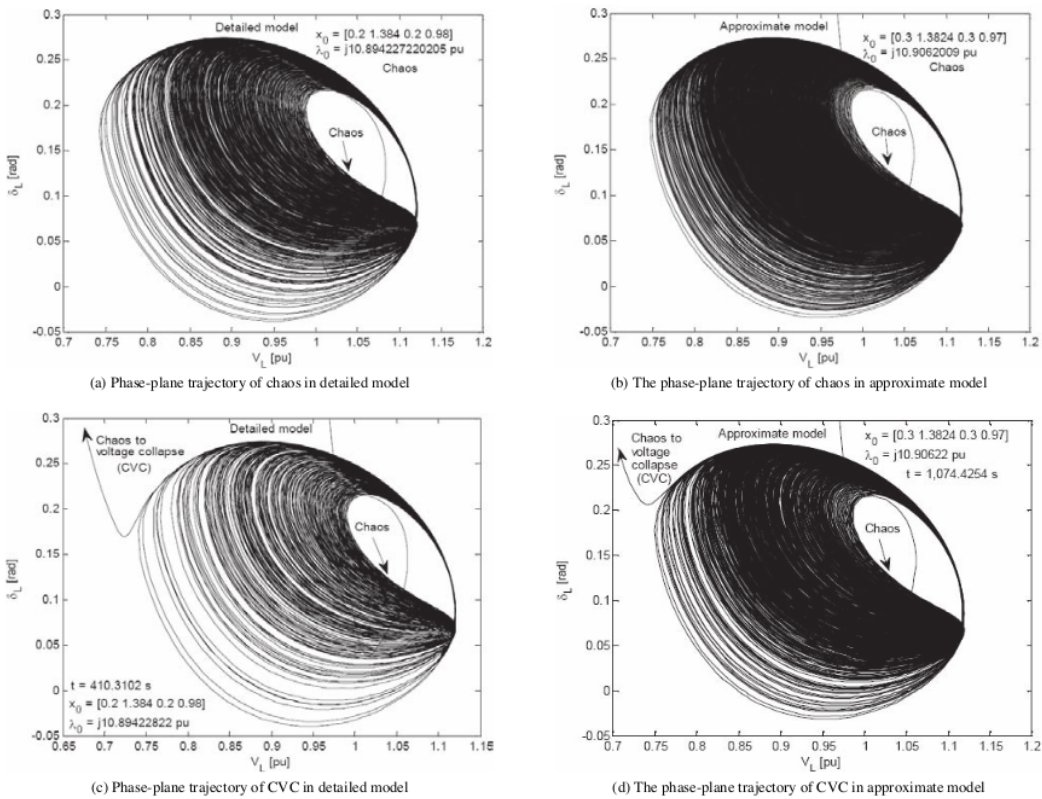 0.3
0.25
0.2
0.15
0.1
0.05
0
-0.05
δL [rad]
Detailed model
x0 = [0.2 1.384 0.2 0.98]
λ0 = j10.894227220205 pu
Chaos
Chaos
0.7 0.75 0.8 0.85 0.9 0.95 1 1.05 1.1 1.15 1.2
VL [pu]
(a) Phase-plane trajectory of chaos in detailed model
0.3
0.25
0.2
0.15
0.1
0.05
0
-0.05
δL [rad]
Approximate model
x0 = [0.3 1.3824 0.3 0.97]
λ0 = j10.9062009 pu
Chaos
Chaos
0.7 0.75 0.8 0.85 0.9 0.95 1 1.05 1.1 1.15 1.2
VL [pu]
(b) The phase-plane trajectory of chaos in approximate model
0.3
0.25
0.2
0.15
0.1
0.05
0
-0.05
δL [rad]
Detailed model
Chaos to
voltage collapse
(CVC)
Chaos
t = 410.3102 s
x0 = [0.2 1.384 0.2 0.98]
λ0 = j10.89422822 pu
0.65 0.7 0.75 0.8 0.85 0.9 0.95 1 1.05 1.1 1.15
VL [pu]
(c) Phase-plane trajectory of CVC in detailed model
0.3
0.25
0.2
0.15
0.1
0.05
0
-0.05
δL [rad]
Approximate model
Chaos to
voltage collapse
(CVC)
x0 = [0.3 1.3824 0.3 0.97]
λ0 = j10.90622 pu
t = 1,074.4254 s
Chaos
0.7 0.75 0.8 0.85 0.9 0.95 1 1.05 1.1 1.15 1.2
VL [pu]
(d) The phase-plane trajectory of CVC in approximate model